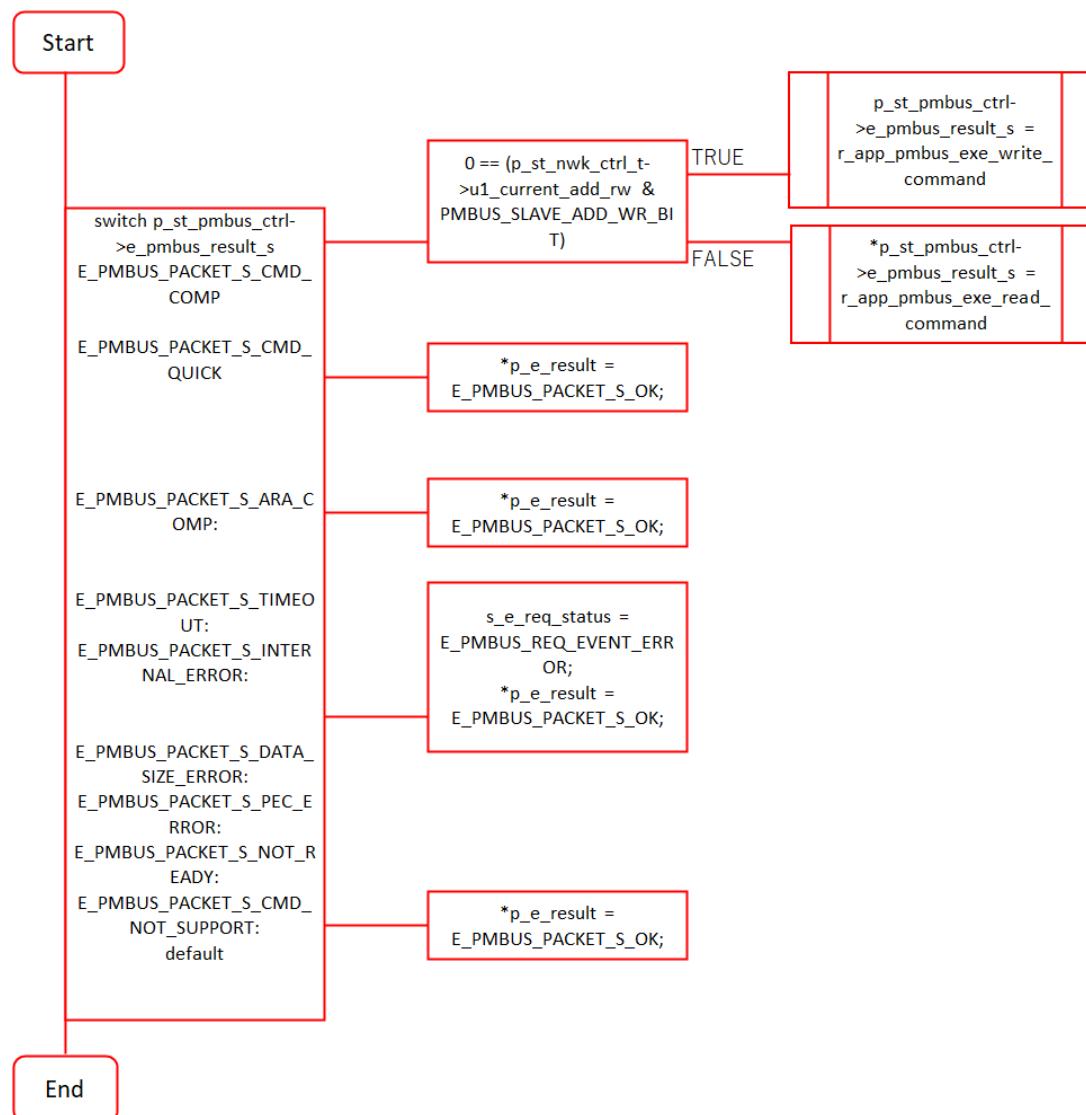 Start
switch p_st_pmbus_ctrl-
>e_pmbus_result_s
E_PMBUS_PACKET_S_CMD_
COMP
E_PMBUS_PACKET_S_CMD_
QUICK
E_PMBUS_PACKET_S_ARA_C
OMP:
E_PMBUS_PACKET_S_TIMEO
UT:
E_PMBUS_PACKET_S_INTER
NAL_ERROR:
E_PMBUS_PACKET_S_DATA_
SIZE_ERROR:
E_PMBUS_PACKET_S_PEC_E
RROR:
E_PMBUS_PACKET_S_NOT_R
EADY:
E_PMBUS_PACKET_S_CMD_
NOT_SUPPORT:
default
0 == (p_st_nwk_ctrl_t-
>u1_current_add_rw &
PMBUS_SLAVE_ADD_WR_BI
T)
TRUE
p_st_pmbus_ctrl-
>e_pmbus_result_s =
r_app_pmbus_exe_write_
command
FALSE
*p_st_pmbus_ctrl-
>e_pmbus_result_s =
r_app_pmbus_exe_read_
command
*p_e_result =
E_PMBUS_PACKET_S_OK;
*p_e_result =
E_PMBUS_PACKET_S_OK;
s_e_req_status =
E_PMBUS_REQ_EVENT_ERR
OR;
*p_e_result =
E_PMBUS_PACKET_S_OK;
*p_e_result =
E_PMBUS_PACKET_S_OK;
End